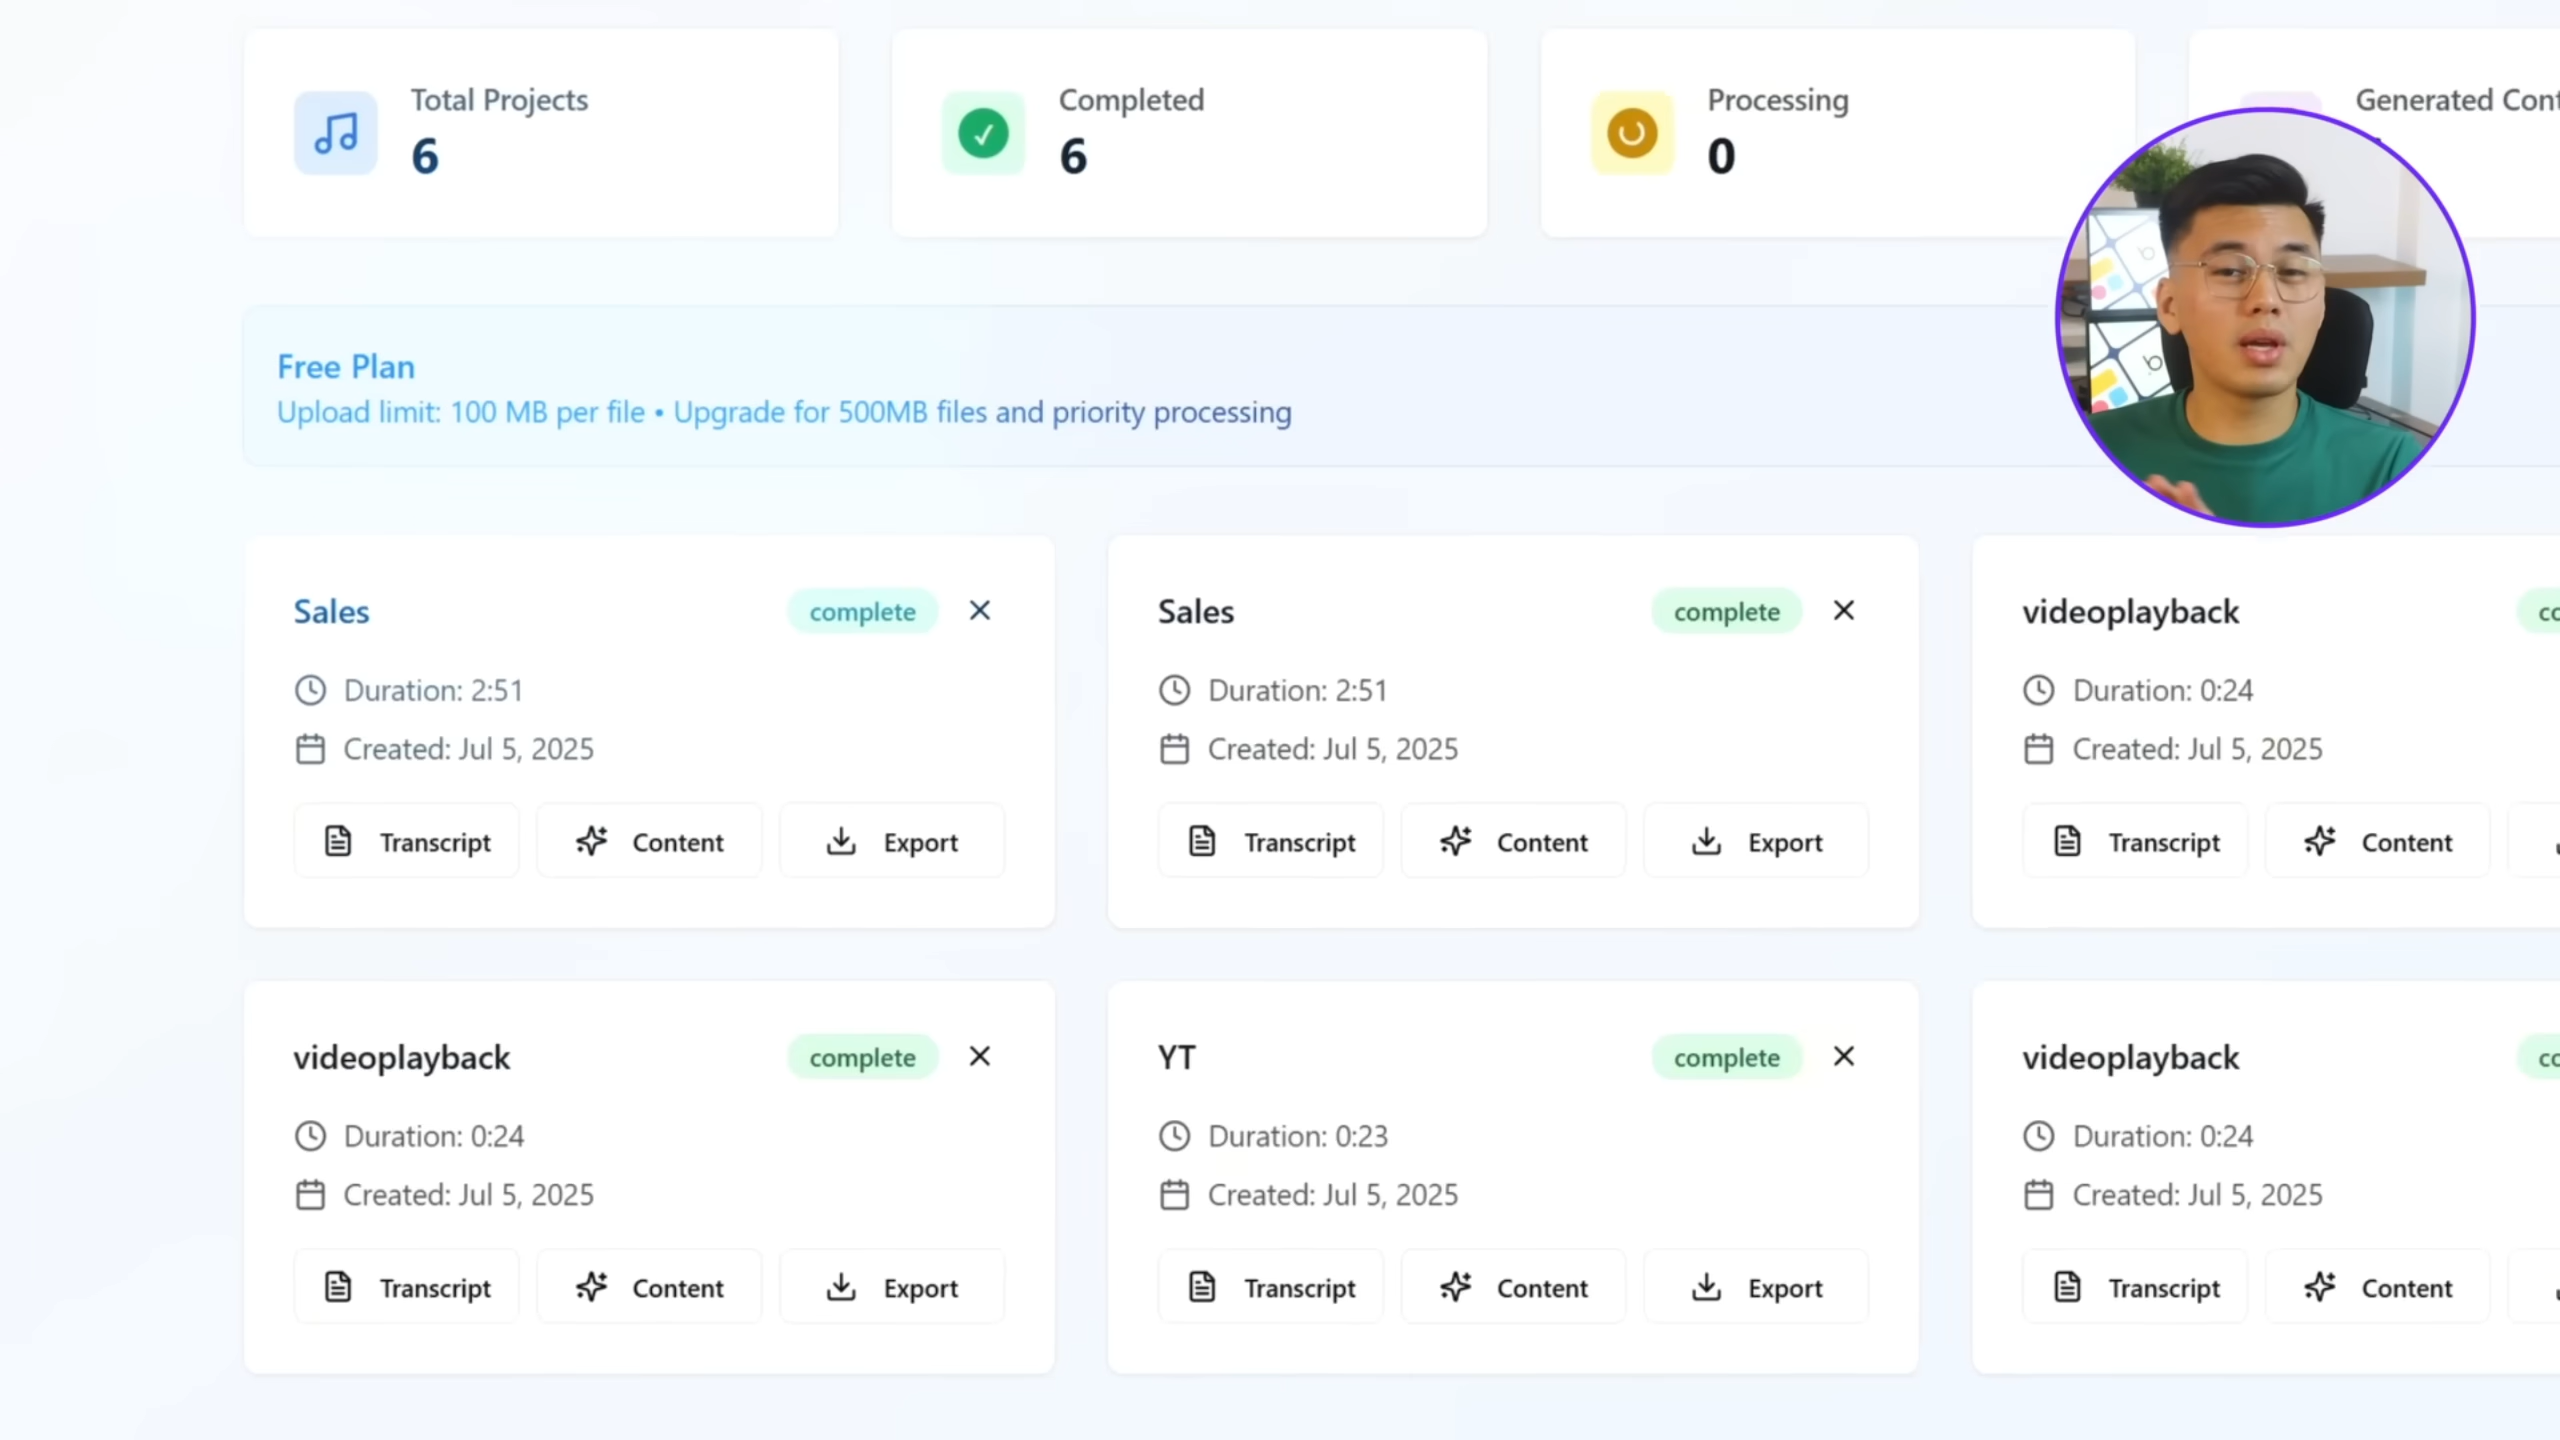 Total Projects
6
Completed
6
Processing
0
Generated
Free Plan
Upload limit: 100 MB per file • Upgrade for 500MB files and priority processing
Sales
complete
Duration: 2:51
Created: Jul 5, 2025
Transcript
Content
Export
Sales
complete
Duration: 2:51
Created: Jul 5, 2025
Transcript
Content
Export
videoplayback
Duration: 0:24
Created: Jul 5, 2025
Transcript
Content
videoplayback
complete
Duration: 0:24
Created: Jul 5, 2025
Transcript
Content
Export
YT
complete
Duration: 0:23
Created: Jul 5, 2025
Transcript
Content
Export
videoplayback
Duration: 0:24
Created: Jul 5, 2025
Transcript
Content